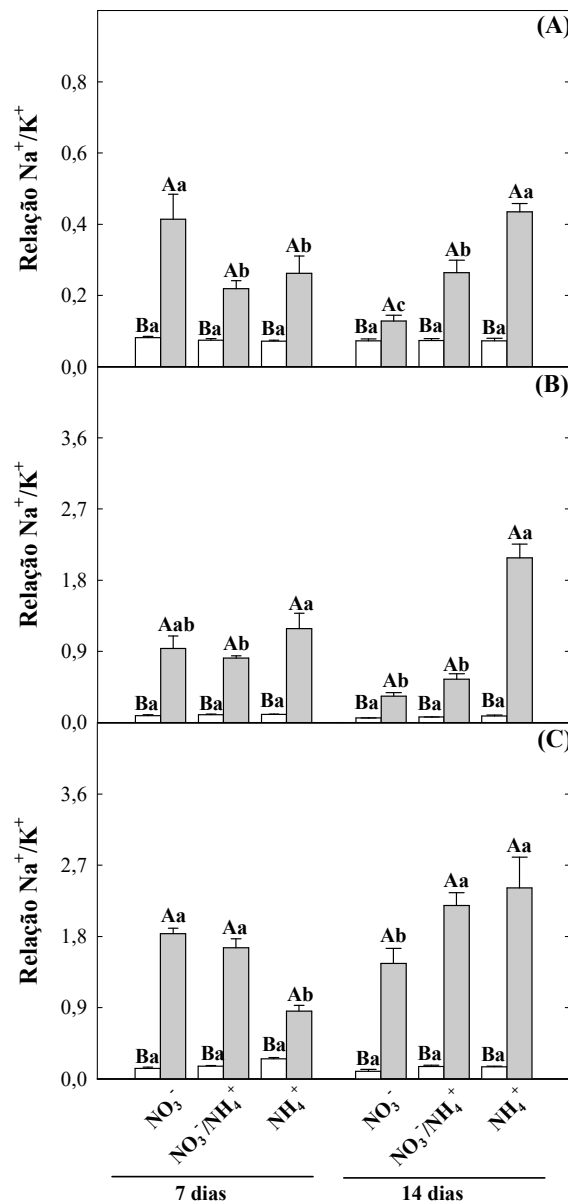 (A)
Relação Na⁺/K⁺
0,8
0,6
0,4
0,2
0,0
Ba Aa Ba Ab Ba Ab Ba Ac Ba Ab Ba Aa
(B)
Relação Na⁺/K⁺
3,6
2,7
1,8
0,9
0,0
Ba Aab Ba Ab Ba Aa Ba Ab Ba Ab Ba Aa
(C)
Relação Na⁺/K⁺
3,6
2,7
1,8
0,9
0,0
Ba Aa Ba Aa Ba Ab Ba Ab Ba Aa Ba Aa
NO₃⁻ NO₃⁻/NH₄⁺ NH₄⁺ NO₃⁻ NO₃⁻/NH₄⁺ NH₄⁺
7 dias 14 dias